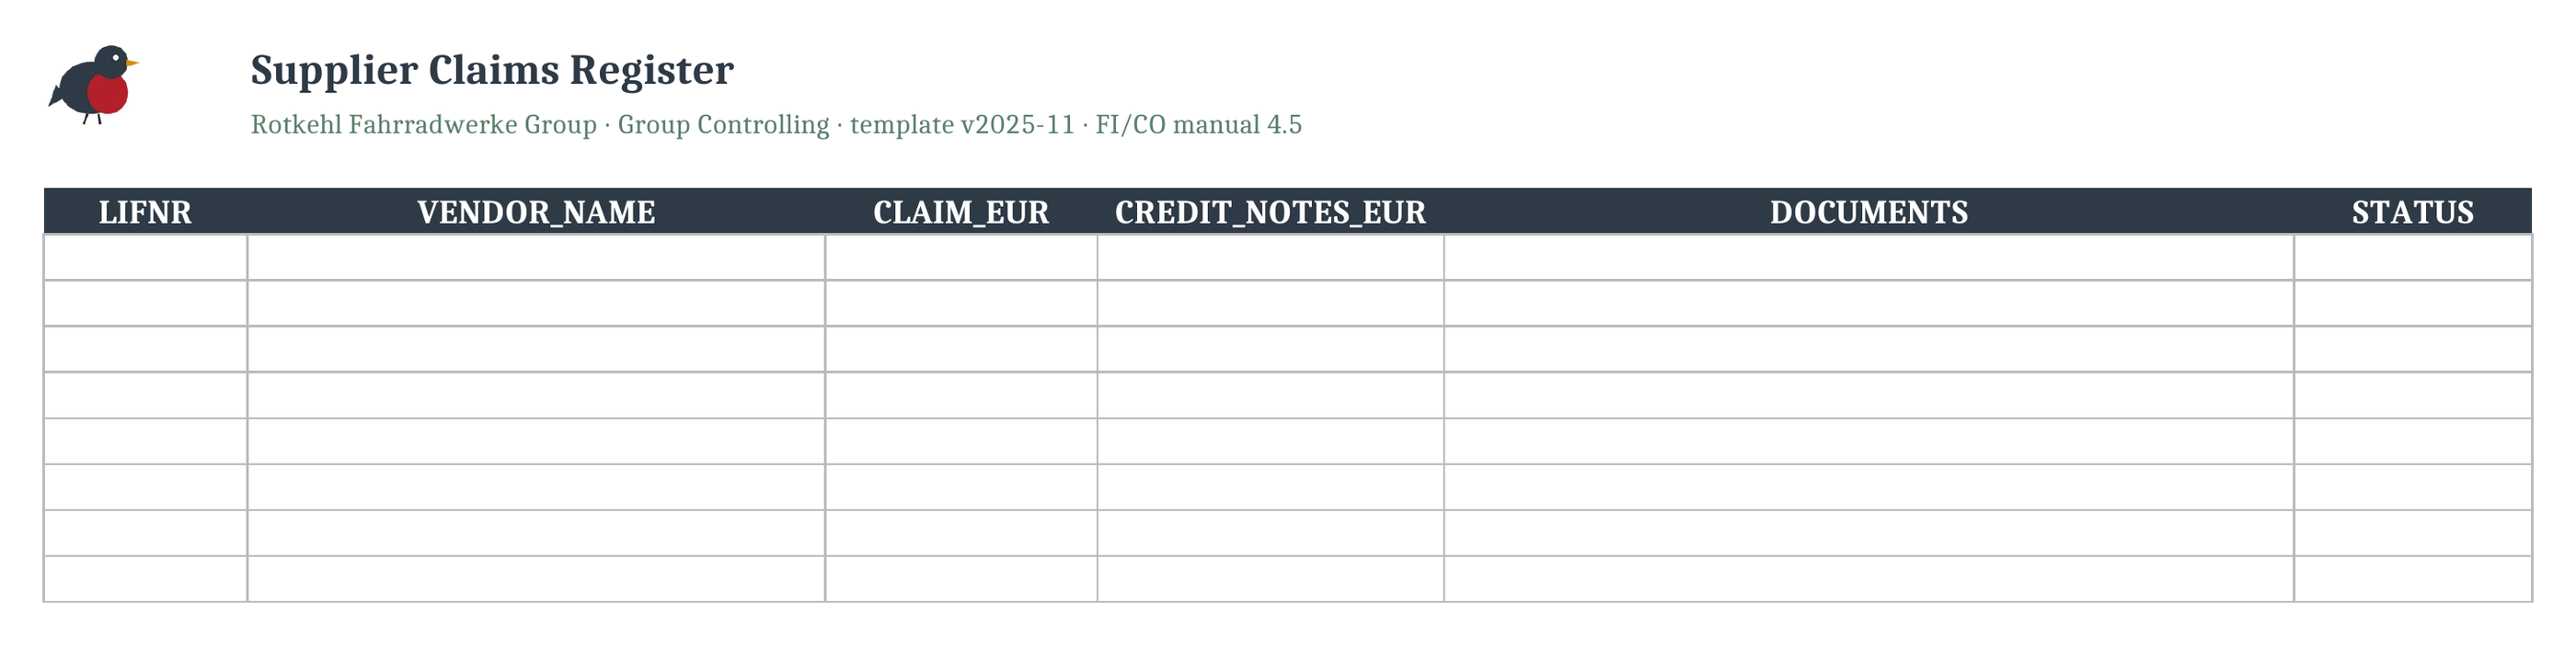 Supplier Claims Register
Rotkehl Fahrradwerke Group · Group Controlling · template v2025-11 · FI/CO manual 4.5
LIFNR VENDOR_NAME CLAIM_EUR CREDIT_NOTES_EUR DOCUMENTS STATUS